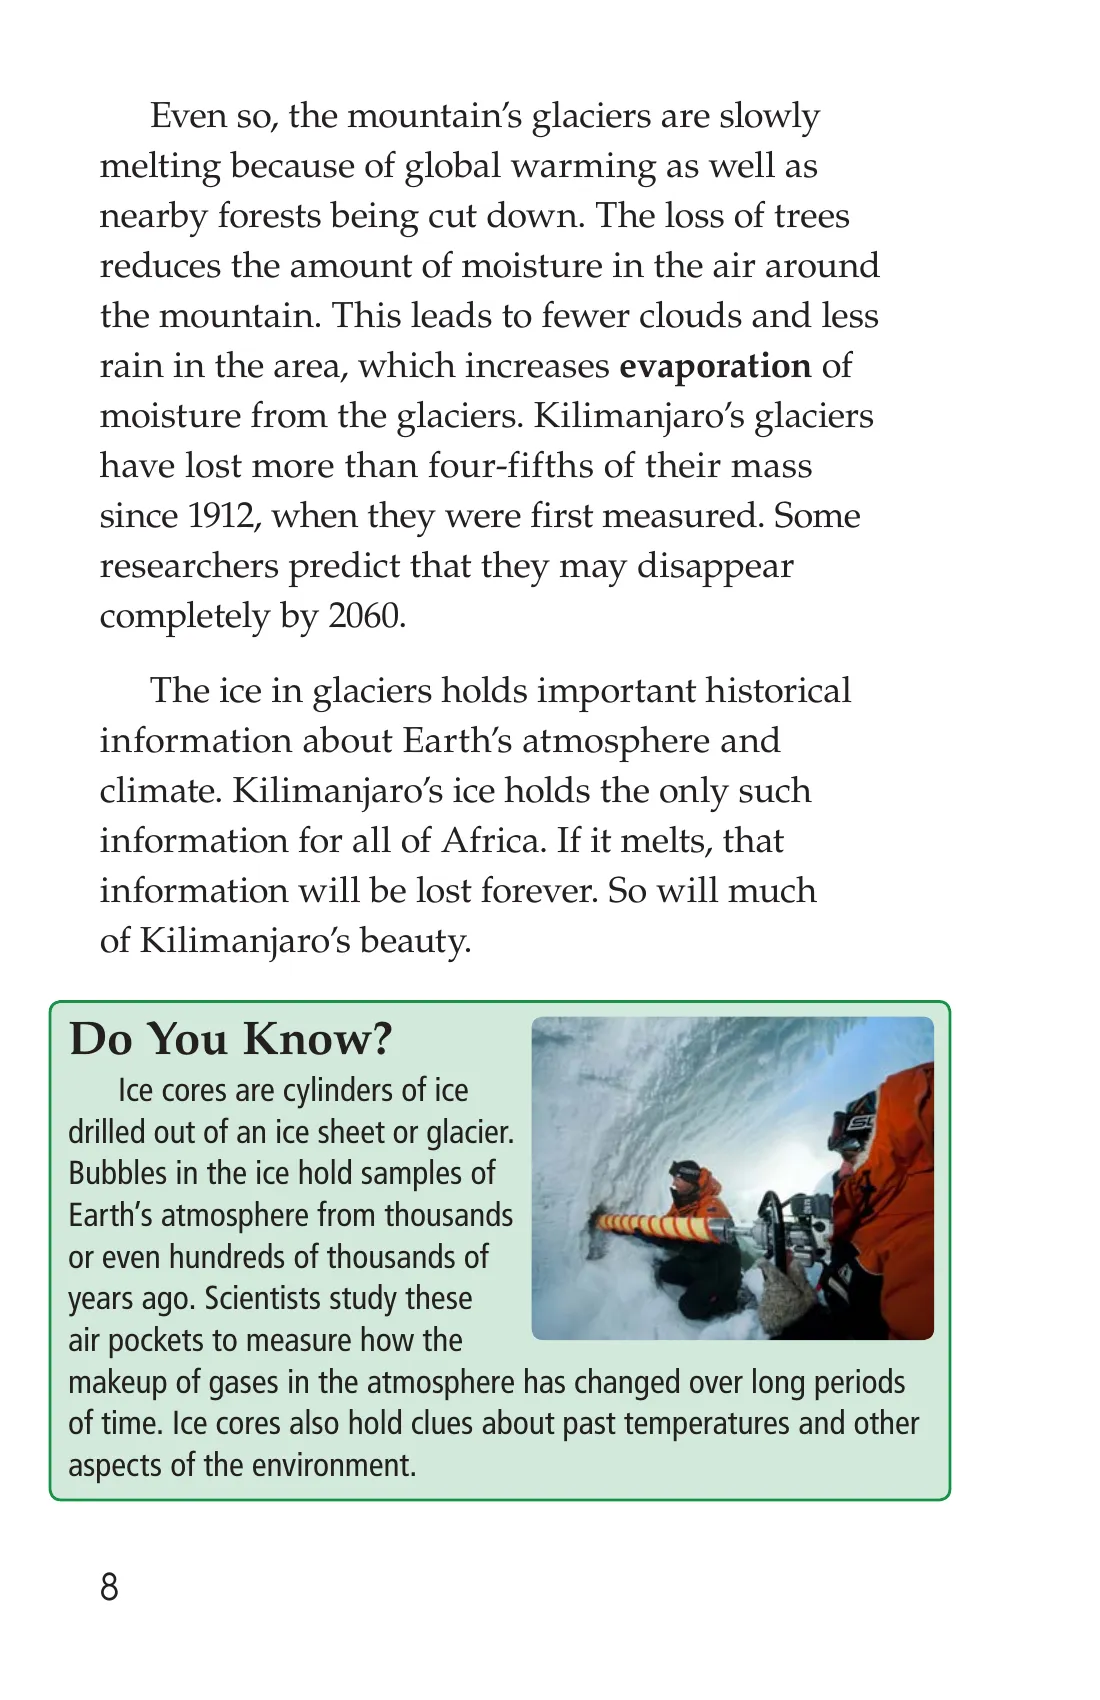 Even so, the mountain’s glaciers are slowly
melting because of global warming as well as
nearby forests being cut down. The loss of trees
reduces the amount of moisture in the air around
the mountain. This leads to fewer clouds and less
rain in the area, which increases evaporation of
moisture from the glaciers. Kilimanjaro’s glaciers
have lost more than four-fifths of their mass
since 1912, when they were first measured. Some
researchers predict that they may disappear
completely by 2060.
The ice in glaciers holds important historical
information about Earth’s atmosphere and
climate. Kilimanjaro’s ice holds the only such
information for all of Africa. If it melts, that
information will be lost forever. So will much
of Kilimanjaro’s beauty.
Do You Know?
Ice cores are cylinders of ice
drilled out of an ice sheet or glacier.
Bubbles in the ice hold samples of
Earth’s atmosphere from thousands
or even hundreds of thousands of
years ago. Scientists study these
air pockets to measure how the
makeup of gases in the atmosphere has changed over long periods
of time. Ice cores also hold clues about past temperatures and other
aspects of the environment.
8